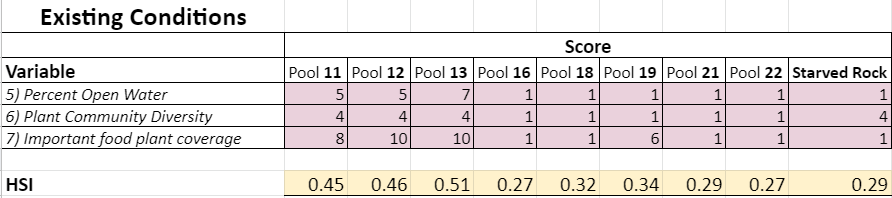 Existing Conditions
Score
Variable Pool 11 Pool 12 Pool 13 Pool 16 Pool 18 Pool 19 Pool 21 Pool 22 Starved Rock
5) Percent Open Water 5 5 7 1 1 1 1 1 1
6) Plant Community Diversity 4 4 4 1 1 1 1 1 4
7) Important food plant coverage 8 10 10 1 1 6 1 1 1
HSI 0.45 0.46 0.51 0.27 0.32 0.34 0.29 0.27 0.29